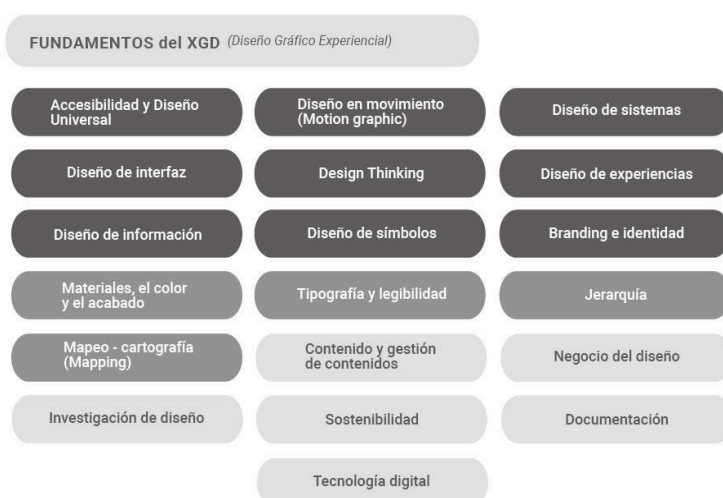 FUNDAMENTOS del XGD (Diseño Gráfico Experiencial)
Accesibilidad y Diseño
Universal
Diseño en movimiento
(Motion graphic)
Diseño de sistemas
Diseño de interfaz
Design Thinking
Diseño de experiencias
Diseño de información
Diseño de símbolos
Branding e identidad
Materiales, el color
y el acabado
Tipografía y legibilidad
Jerarquía
Mapeo - cartografía
(Mapping)
Contenido y gestión
de contenidos
Negocio del diseño
Investigación de diseño
Sostenibilidad
Documentación
Tecnología digital